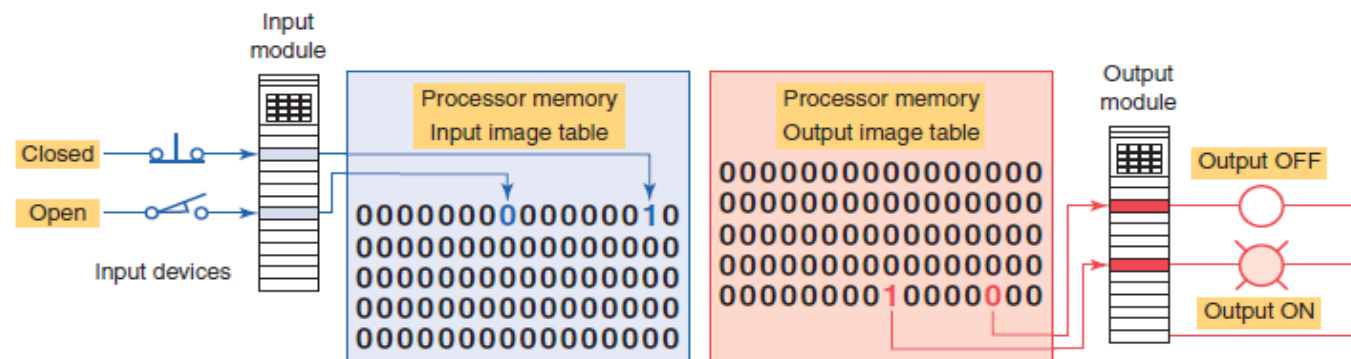 Input
module
Processor memory
Input image table
Closed
Open
Input devices
0000000000000010
0000000000000000
0000000000000000
0000000000000000
0000000000000000
Processor memory
Output image table
0000000000000000
0000000000000000
0000000000000000
0000000000000000
0000000010000000
Output
module
Output OFF
Output ON